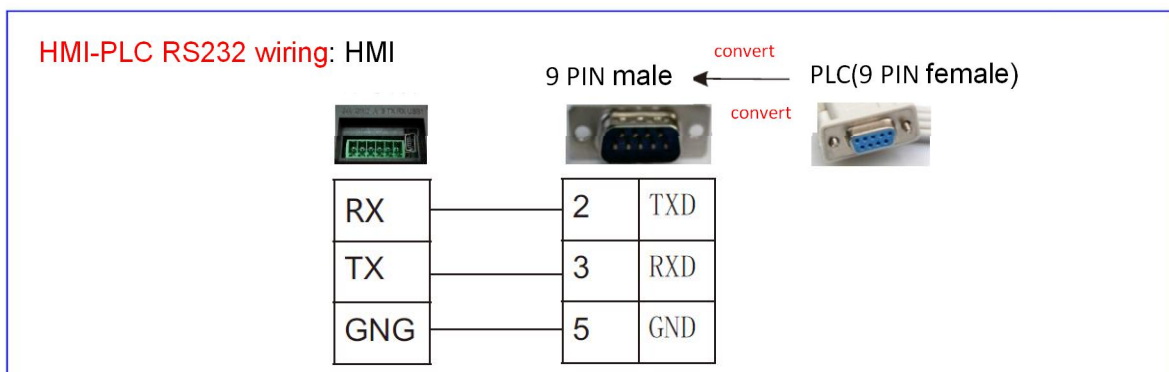 HMI-PLC RS232 wiring: HMI
convert
9 PIN male
PLC(9 PIN female)
convert
RX 2 TXD
TX 3 RXD
GNG 5 GND